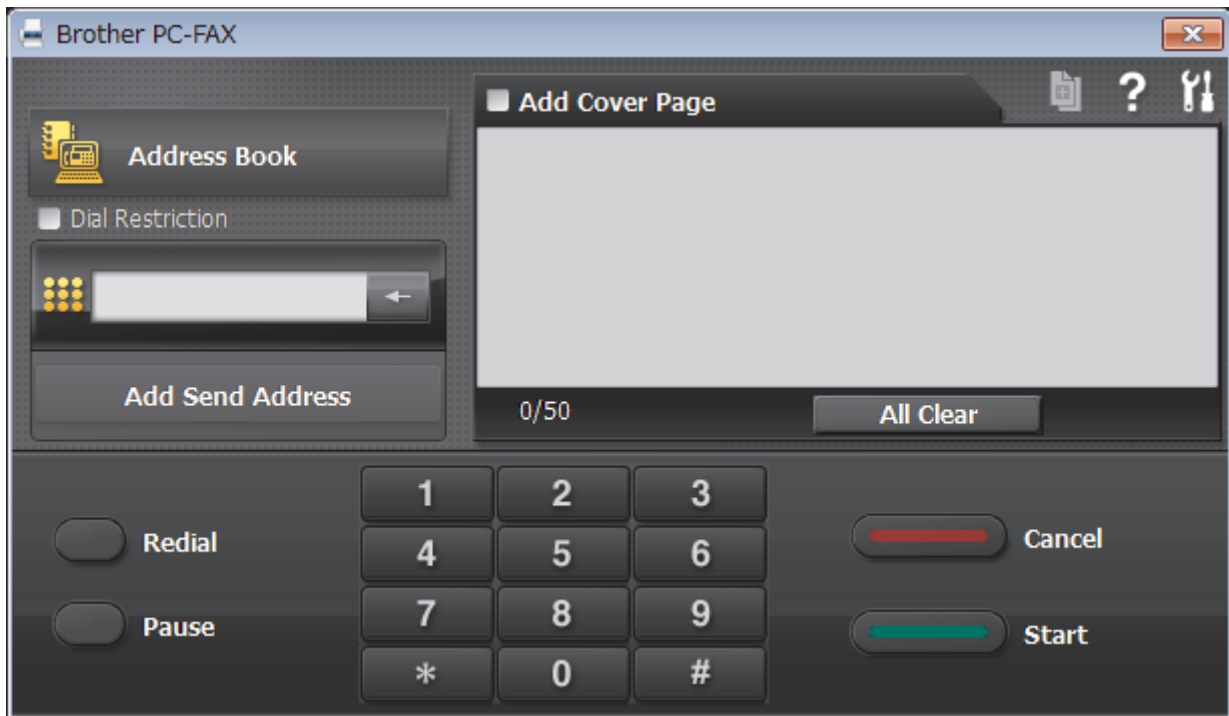 Brother PC-FAX
Add Cover Page
?
Address Book
Dial Restriction
Add Send Address
0/50
All Clear
1 2 3
Redial
4 5 6
Cancel
Pause
7 8 9
Start
* 0 #